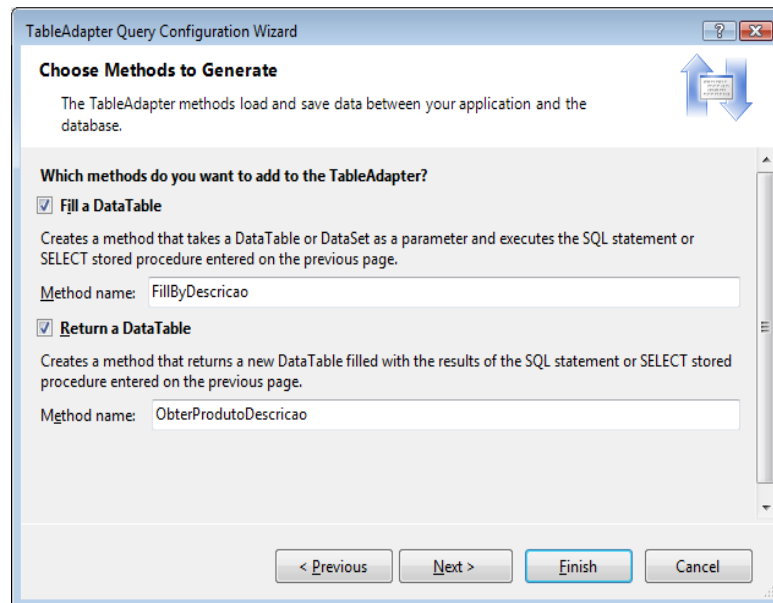 TableAdapter Query Configuration Wizard
Choose Methods to Generate
The TableAdapter methods load and save data between your application and the
database.
Which methods do you want to add to the TableAdapter?
Fill a DataTable
Creates a method that takes a DataTable or DataSet as a parameter and executes the SQL statement or
SELECT stored procedure entered on the previous page.
Method name: FillByDescricao
Return a DataTable
Creates a method that returns a new DataTable filled with the results of the SQL statement or SELECT stored
procedure entered on the previous page.
Method name: ObterProdutoDescricao
< Previous Next > Finish Cancel